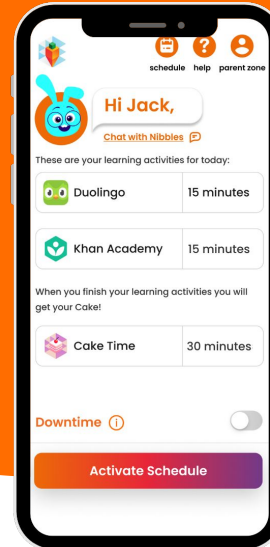 schedule help parent zone
Hi Jack,
Chat with Nibbles
These are your learning activities for today:
Duolingo 15 minutes
Khan Academy 15 minutes
When you finish your learning activities you will
get your Cake!
Cake Time 30 minutes
Downtime
Activate Schedule